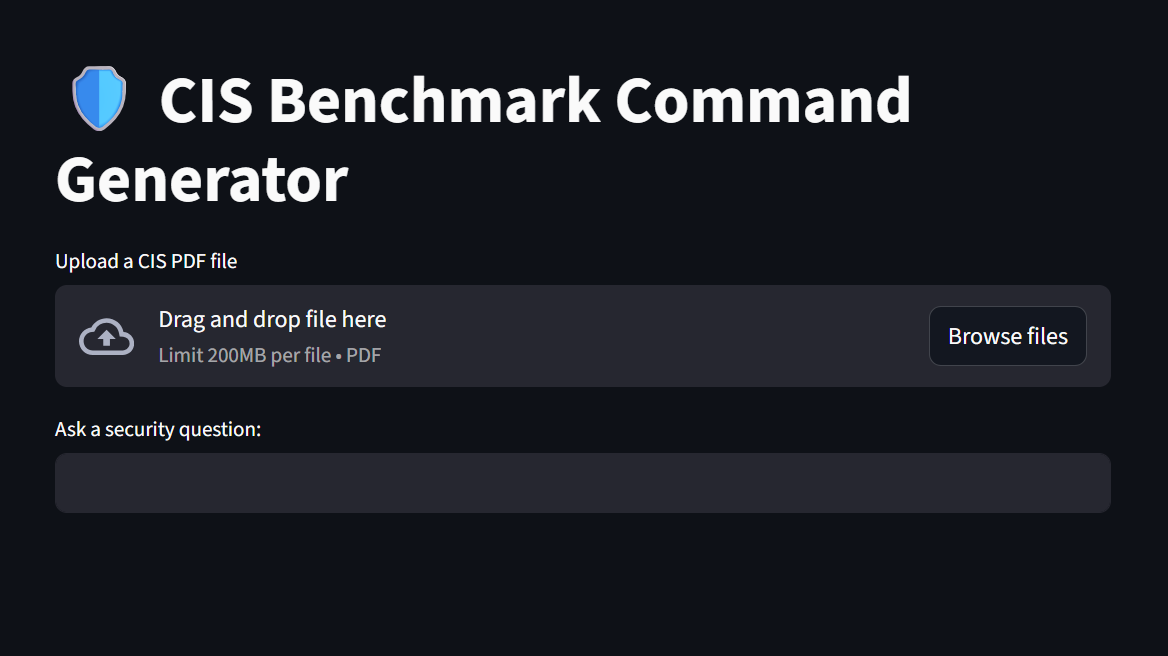 CIS Benchmark Command
Generator
Upload a CIS PDF file
Drag and drop file here
Limit 200MB per file • PDF
Browse files
Ask a security question: